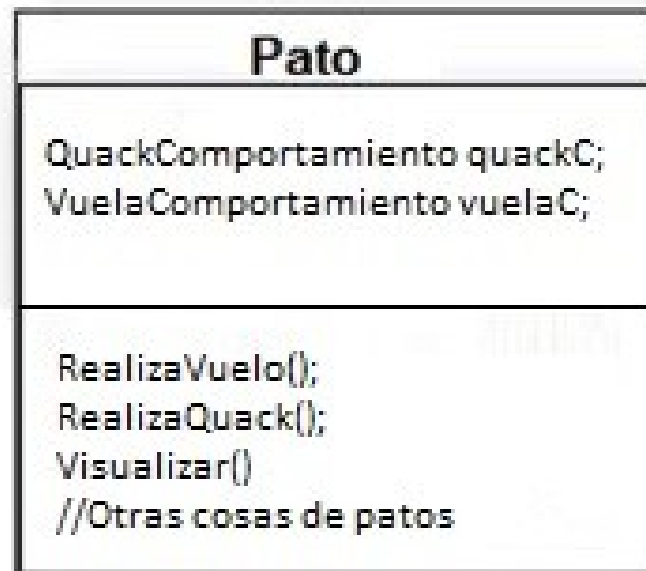 Pato
QuackComportamiento quackC;
VuelaComportamiento vuelaC;
RealizaVuelo();
RealizaQuack();
Visualizar()
//Otras cosas de patos